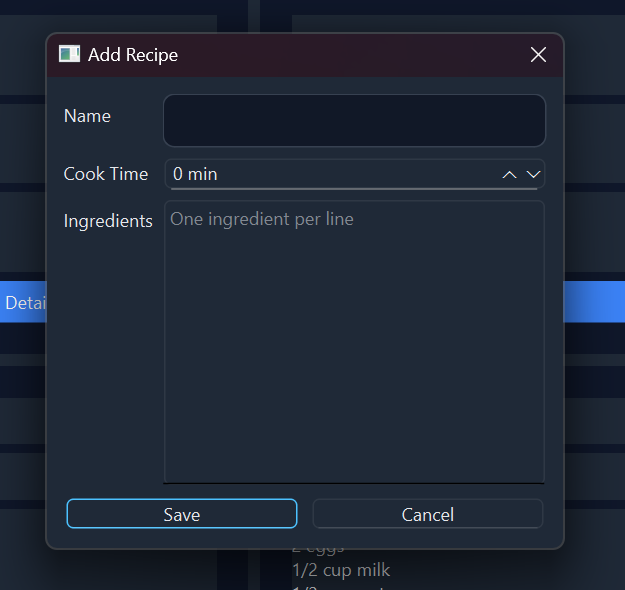 Add Recipe
Name
Cook Time 0 min
Ingredients One ingredient per line
Detai
Save Cancel
2 eggs
1/2 cup milk